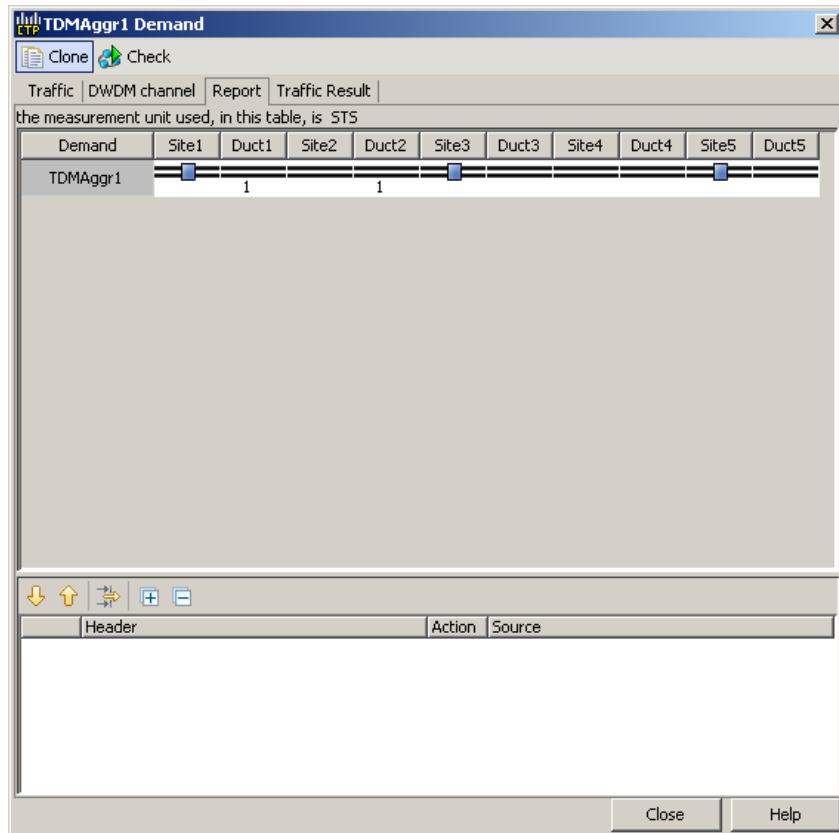 CTP TDMAggr1 Demand
Clone Check
Traffic DWDM channel Report Traffic Result
the measurement unit used, in this table, is STS
Demand Site1 Duct1 Site2 Duct2 Site3 Duct3 Site4 Duct4 Site5 Duct5
TDMAggr1
1 1
Header Action Source
Close Help